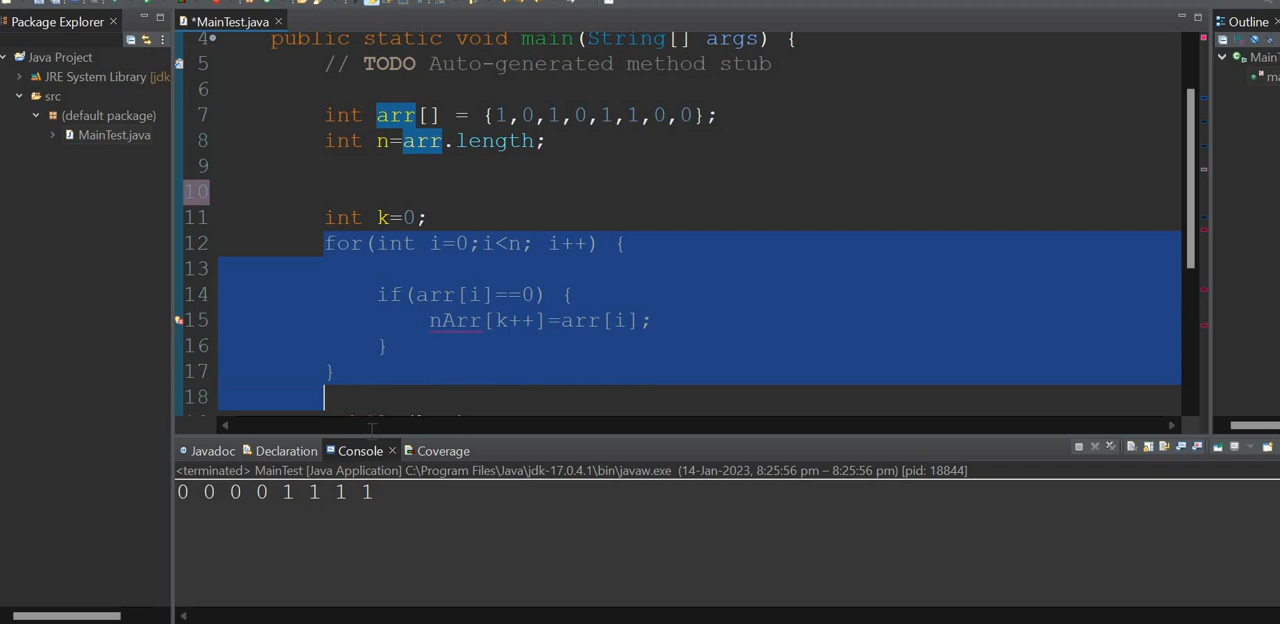 Package Explorer
*MainTest.java
Outline
Java Project
JRE System Library [jdk
src
(default package)
MainTest.java
4 public static void main(String[] args) {
5 // TODO Auto-generated method stub
6
7 int arr[] = {1,0,1,0,1,1,0,0};
8 int n=arr.length;
9
10
11 int k=0;
12 for(int i=0;i<n; i++) {
13
14 if(arr[i]==0) {
15 nArr[k++]=arr[i];
16 }
17 }
18
MainT
ma
Javadoc Declaration Console Coverage
<terminated> MainTest [Java Application] C:\Program Files\Java\jdk-17.0.4.1\bin\javaw.exe (14-Jan-2023, 8:25:56 pm – 8:25:56 pm) [pid: 18844]
0 0 0 0 1 1 1 1